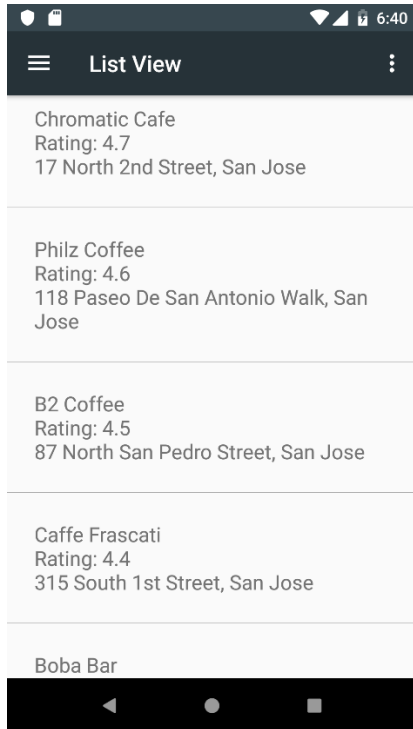 6:40
List View
Chromatic Cafe
Rating: 4.7
17 North 2nd Street, San Jose
Philz Coffee
Rating: 4.6
118 Paseo De San Antonio Walk, San
Jose
B2 Coffee
Rating: 4.5
87 North San Pedro Street, San Jose
Caffe Frascati
Rating: 4.4
315 South 1st Street, San Jose
Boba Bar